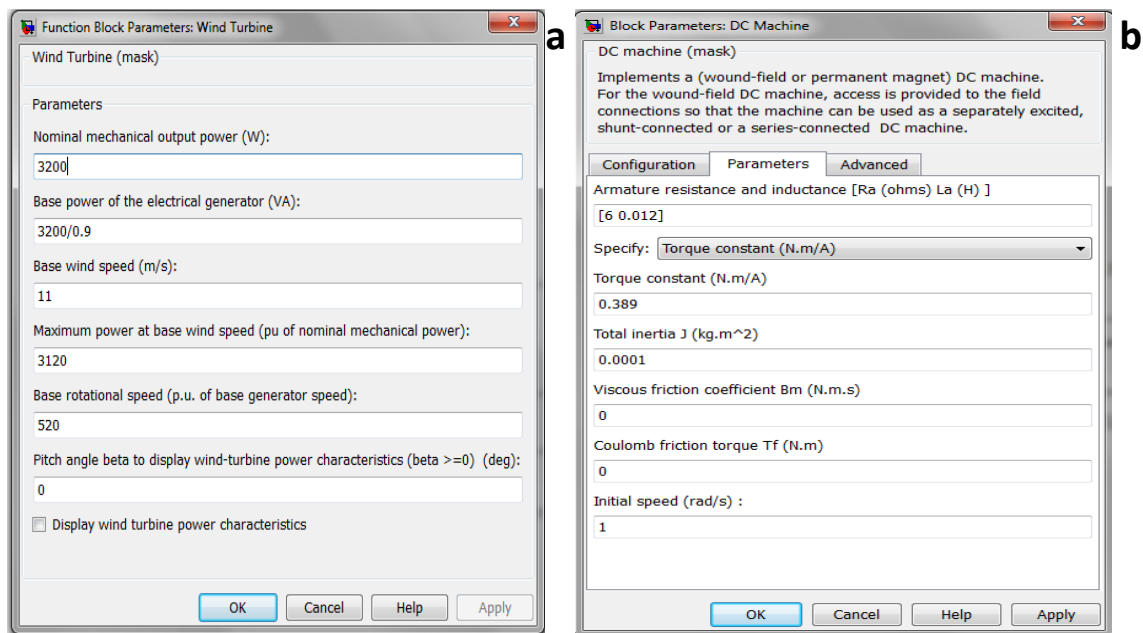 Function Block Parameters: Wind Turbine
a
Wind Turbine (mask)
Parameters
Nominal mechanical output power (W):
3200
Base power of the electrical generator (VA):
3200/0.9
Base wind speed (m/s):
11
Maximum power at base wind speed (pu of nominal mechanical power):
3120
Base rotational speed (p.u. of base generator speed):
520
Pitch angle beta to display wind-turbine power characteristics (beta >=0) (deg):
0
Display wind turbine power characteristics
OK Cancel Help Apply
Block Parameters: DC Machine
b
DC machine (mask)
Implements a (wound-field or permanent magnet) DC machine.
For the wound-field DC machine, access is provided to the field
connections so that the machine can be used as a separately excited,
shunt-connected or a series-connected DC machine.
Configuration Parameters Advanced
Armature resistance and inductance [Ra (ohms) La (H) ]
[6 0.012]
Specify: Torque constant (N.m/A)
Torque constant (N.m/A)
0.389
Total inertia J (kg.m^2)
0.0001
Viscous friction coefficient Bm (N.m.s)
0
Coulomb friction torque Tf (N.m)
0
Initial speed (rad/s) :
1
OK Cancel Help Apply